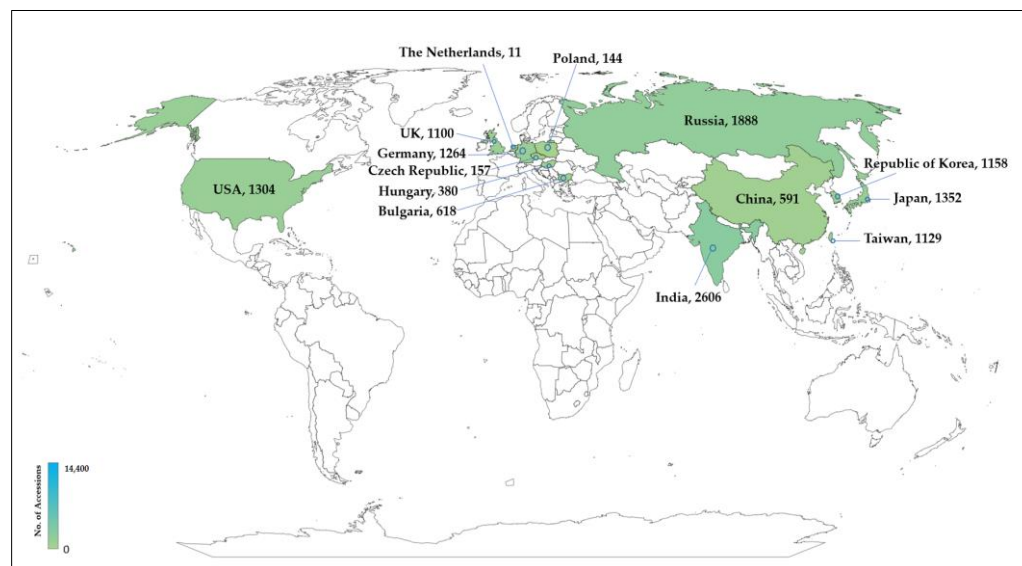 The Netherlands, 11
Poland, 144
UK, 1100
Germany, 1264
Czech Republic, 157
Hungary, 380
Bulgaria, 618
Russia, 1888
Republic of Korea, 1158
USA, 1304
China, 591
Japan, 1352
Taiwan, 1129
India, 2606
14,400
No. of Accessions
0